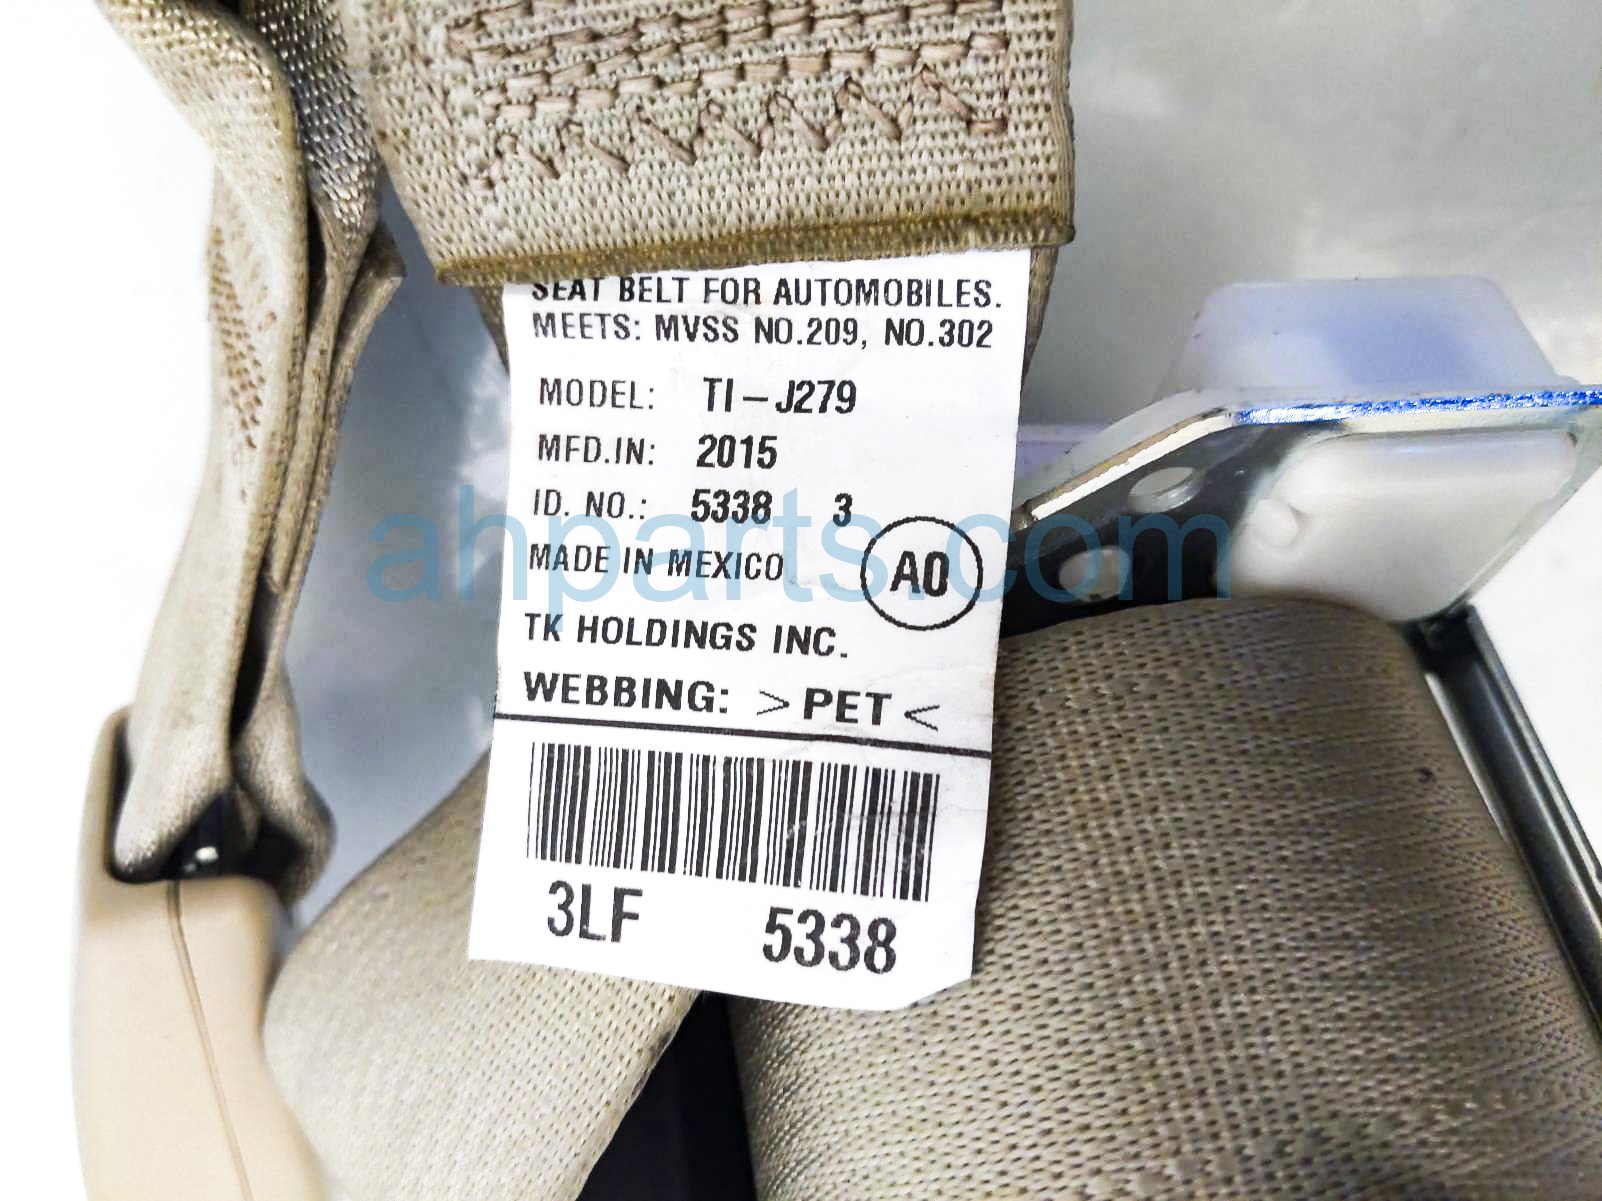 SEAT BELT FOR AUTOMOBILES.
MEETS: MVSS NO.209, NO.302
MODEL: TI-J279
MFD.IN: 2015
ID. NO.: 5338 3
MADE IN MEXICO
A0
TK HOLDINGS INC.
WEBBING: >PET<
3LF 5338
ahparts.com